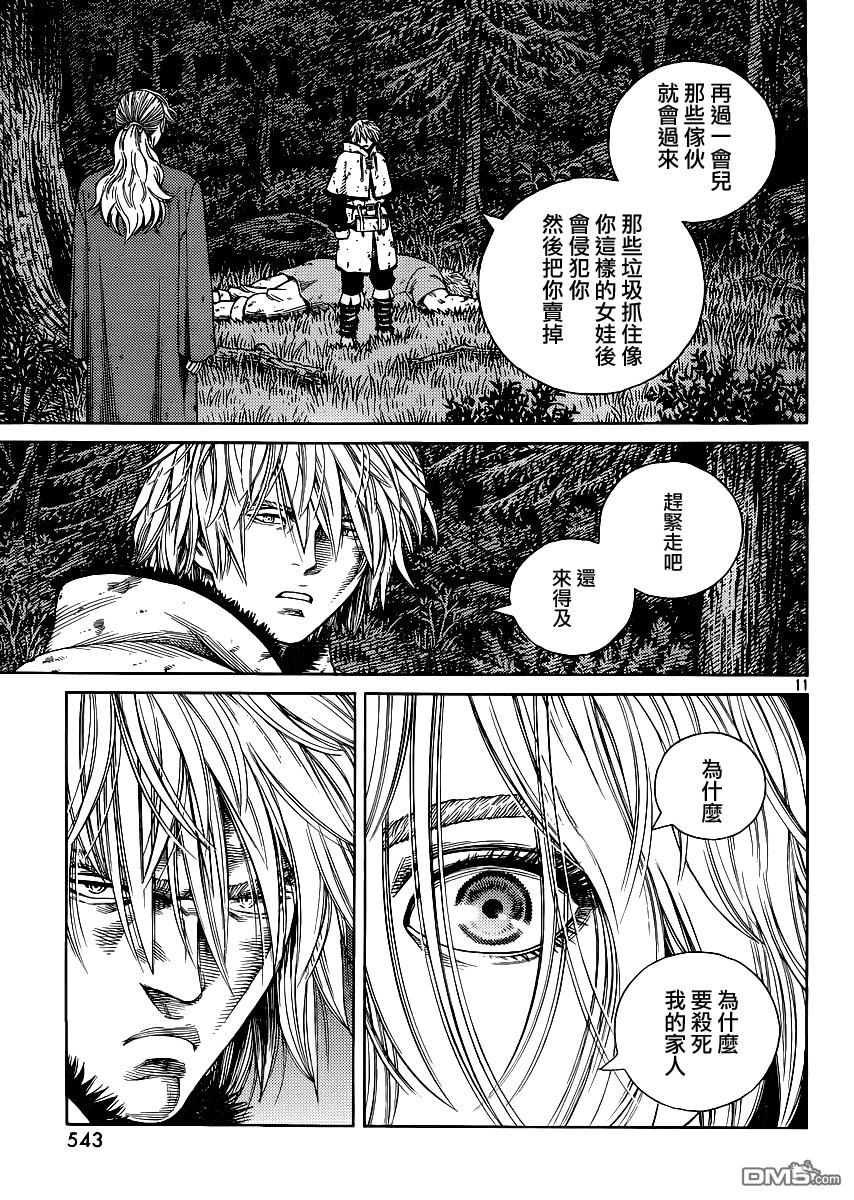 再過一會兒
那些傢伙
就會過來
那些垃圾抓住像
你這樣的女娃後
會侵犯你
然後把你賣掉
趕緊走吧
還
來得及
11
為什麼
為什麼
要殺死
我的家人
543
DM5.com